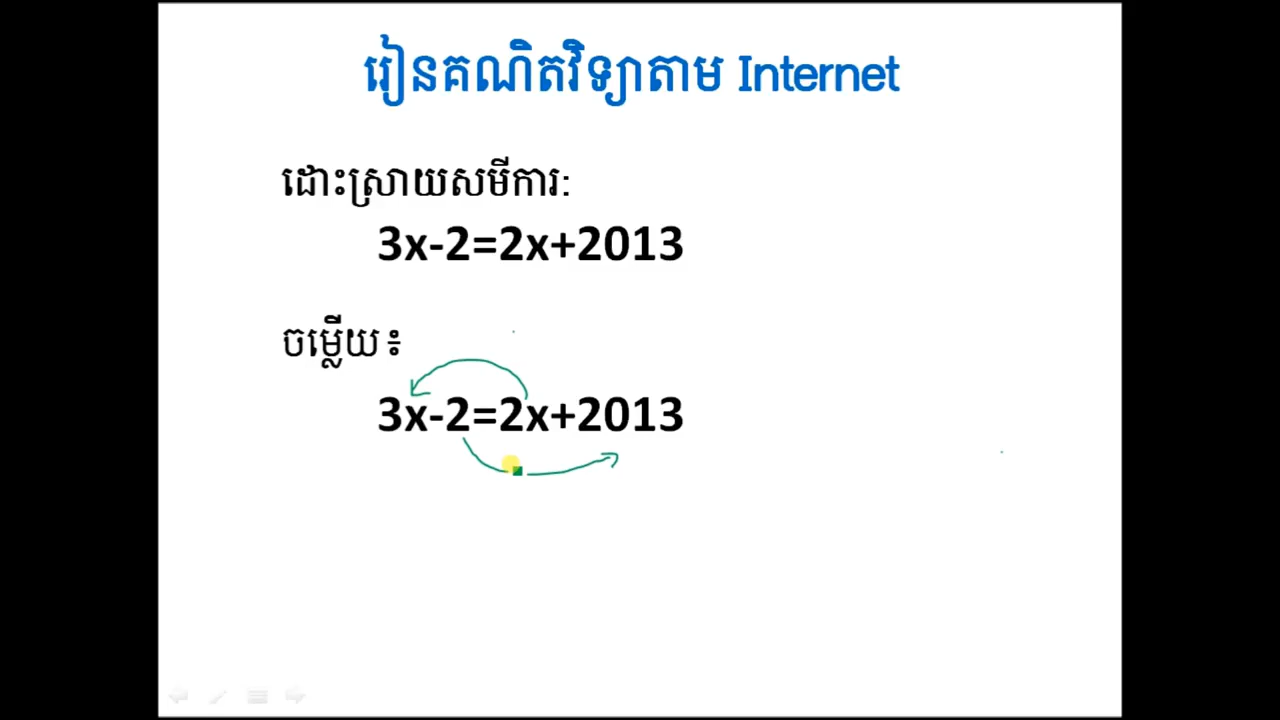 រៀនគណិតវិទ្យាតាម Internet
ដោះស្រាយសមីការ:
3x-2=2x+2013
ចម្លើយ៖
3x-2=2x+2013